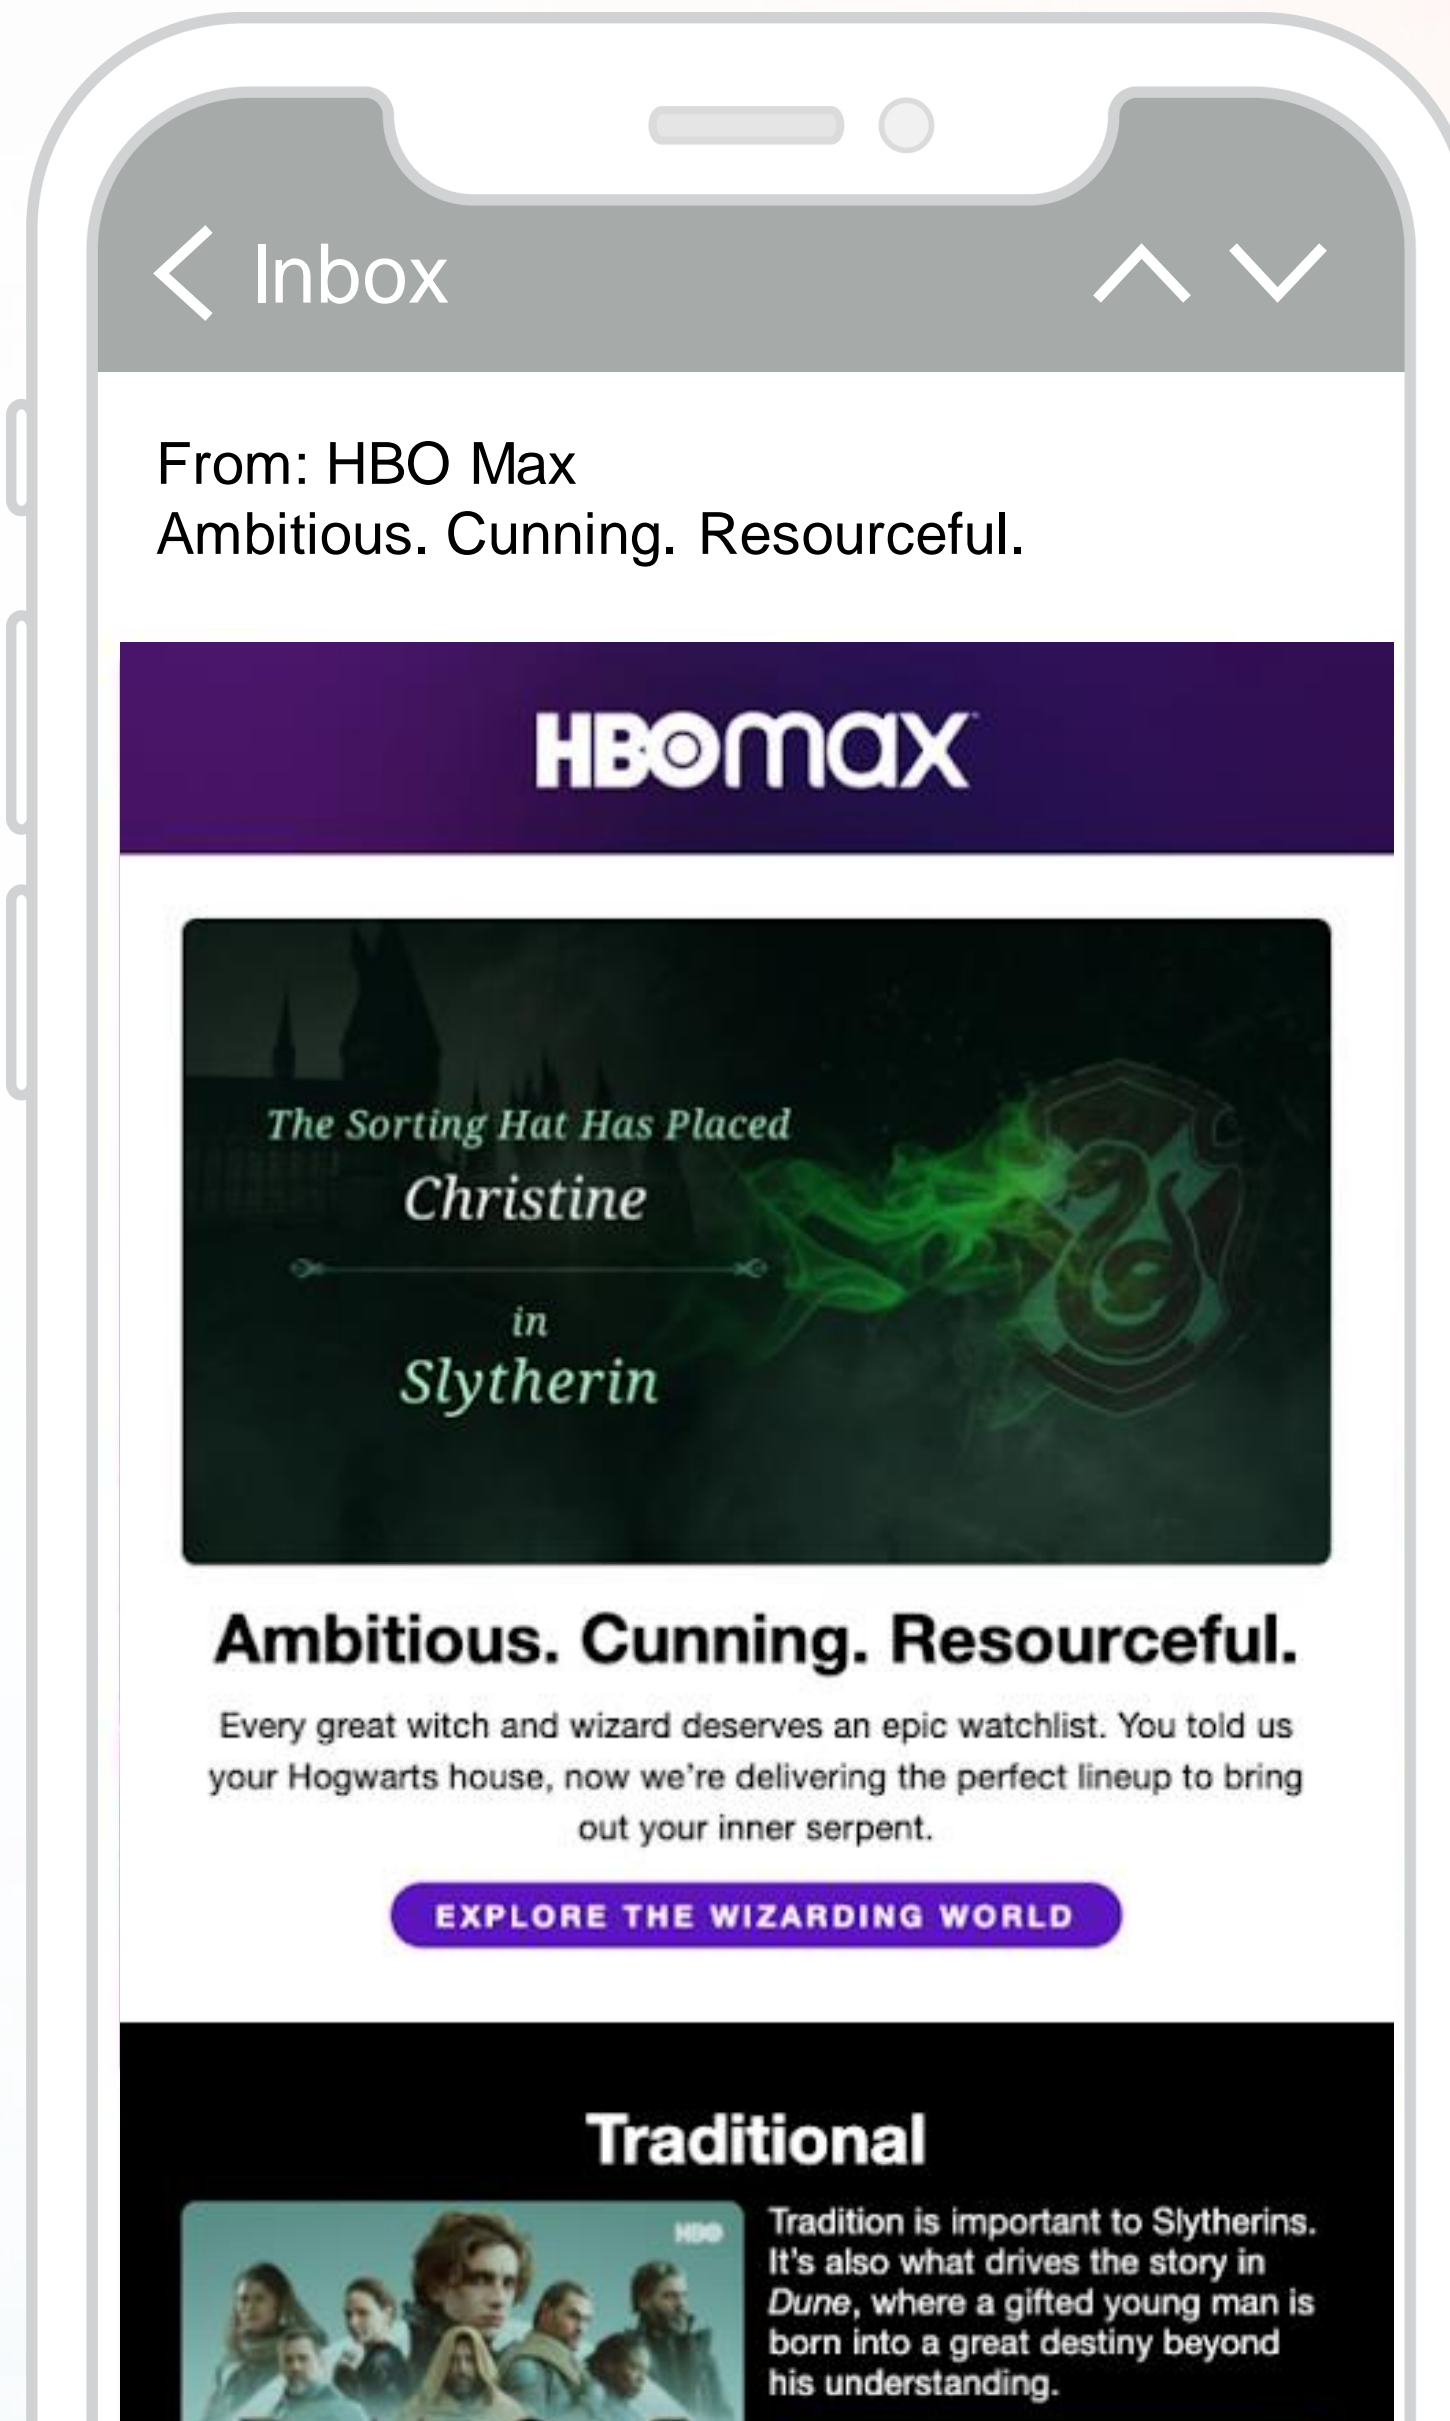 Inbox
From: HBO Max
Ambitious. Cunning. Resourceful.
HBOmax
The Sorting Hat Has Placed
Christine
in
Slytherin
Ambitious. Cunning. Resourceful.
Every great witch and wizard deserves an epic watchlist. You told us
your Hogwarts house, now we’re delivering the perfect lineup to bring
out your inner serpent.
EXPLORE THE WIZARDING WORLD
Traditional
HBO
Tradition is important to Slytherins.
It’s also what drives the story in
Dune, where a gifted young man is
born into a great destiny beyond
his understanding.